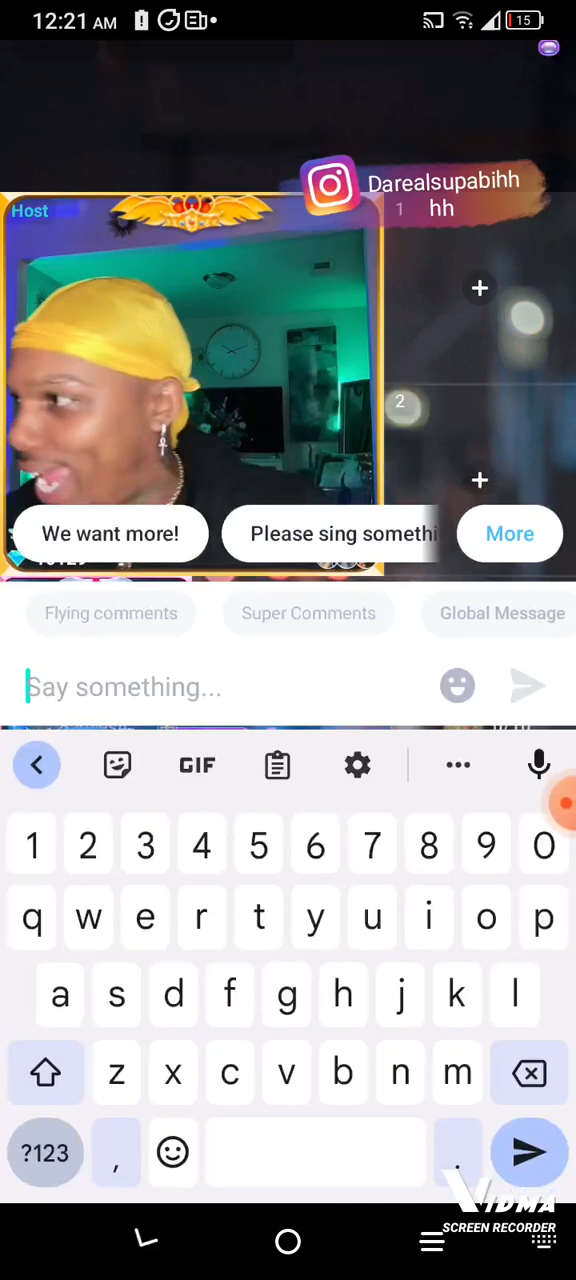 12:21 AM
15
Host
Darealsupabihh
hh
1
2
We want more!
Please sing somethi
More
Flying comments
Super Comments
Global Message
Say something...
GIF
1 2 3 4 5 6 7 8 9 0
q w e r t y u i o p
a s d f g h j k l
z x c v b n m
?123 , .
VIDMA
SCREEN RECORDER